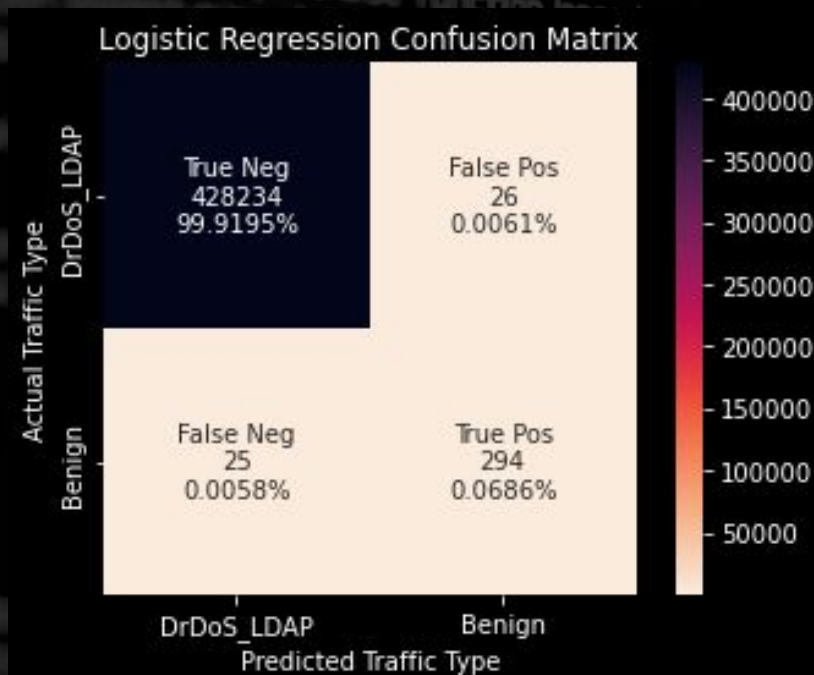 Logistic Regression Confusion Matrix
Actual Traffic Type
DrDoS_LDAP
Benign
True Neg
428234
99.9195%
False Pos
26
0.0061%
False Neg
25
0.0058%
True Pos
294
0.0686%
400000
350000
300000
250000
200000
150000
100000
50000
DrDoS_LDAP
Benign
Predicted Traffic Type